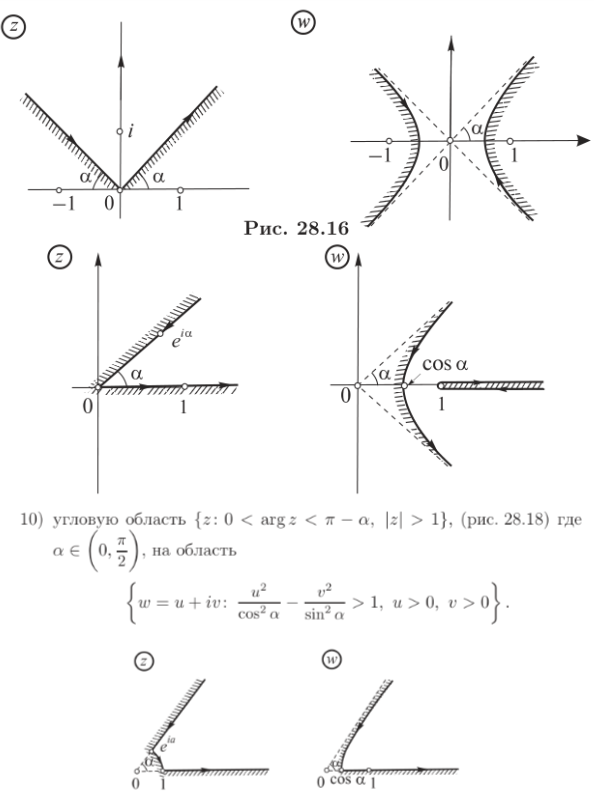 z w
i
α α α
−1 0 1 −1 0 1
Рис. 28.16
z w
e^{iα}
α α cos α
0 1 0 1
10) угловую область {z: 0 < arg z < π − α, |z| > 1}, (рис. 28.18) где
α ∈ (0, π/2), на область
{w = u + iv: u²/cos² α − v²/sin² α > 1, u > 0, v > 0}.
z w
e^{iα}
α α
0 1 0 cos α 1